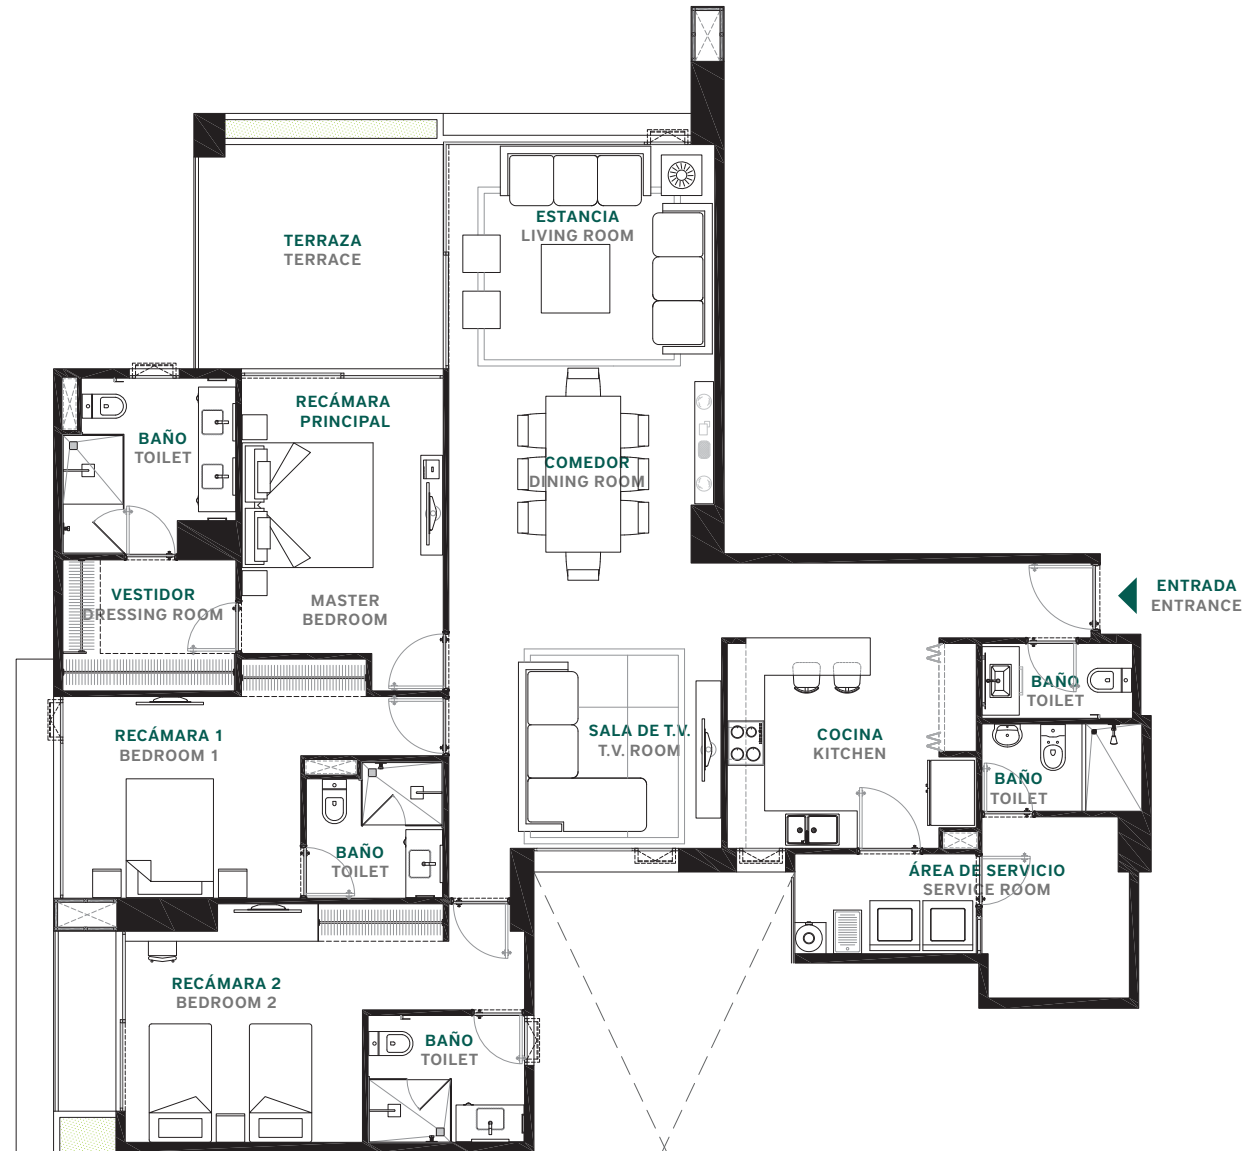 ESTANCIA
LIVING ROOM
TERRAZA
TERRACE
RECÁMARA
PRINCIPAL
BAÑO
TOILET
COMEDOR
DINING ROOM
VESTIDOR
DRESSING ROOM
MASTER
BEDROOM
ENTRADA
ENTRANCE
BAÑO
TOILET
RECÁMARA 1
BEDROOM 1
SALA DE T.V.
T.V. ROOM
COCINA
KITCHEN
BAÑO
TOILET
BAÑO
TOILET
ÁREA DE SERVICIO
SERVICE ROOM
RECÁMARA 2
BEDROOM 2
BAÑO
TOILET